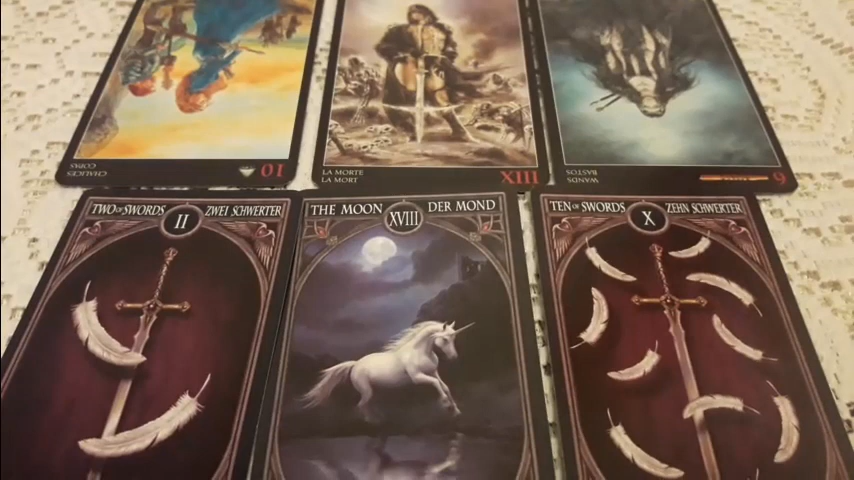 CHALICES
COPAS
10
LA MORTE
LA MORT
XIII
WANDS
BASTOS
TWO OF SWORDS II ZWEI SCHWERTER
THE MOON XVIII DER MOND
TEN OF SWORDS X ZEHN SCHWERTER